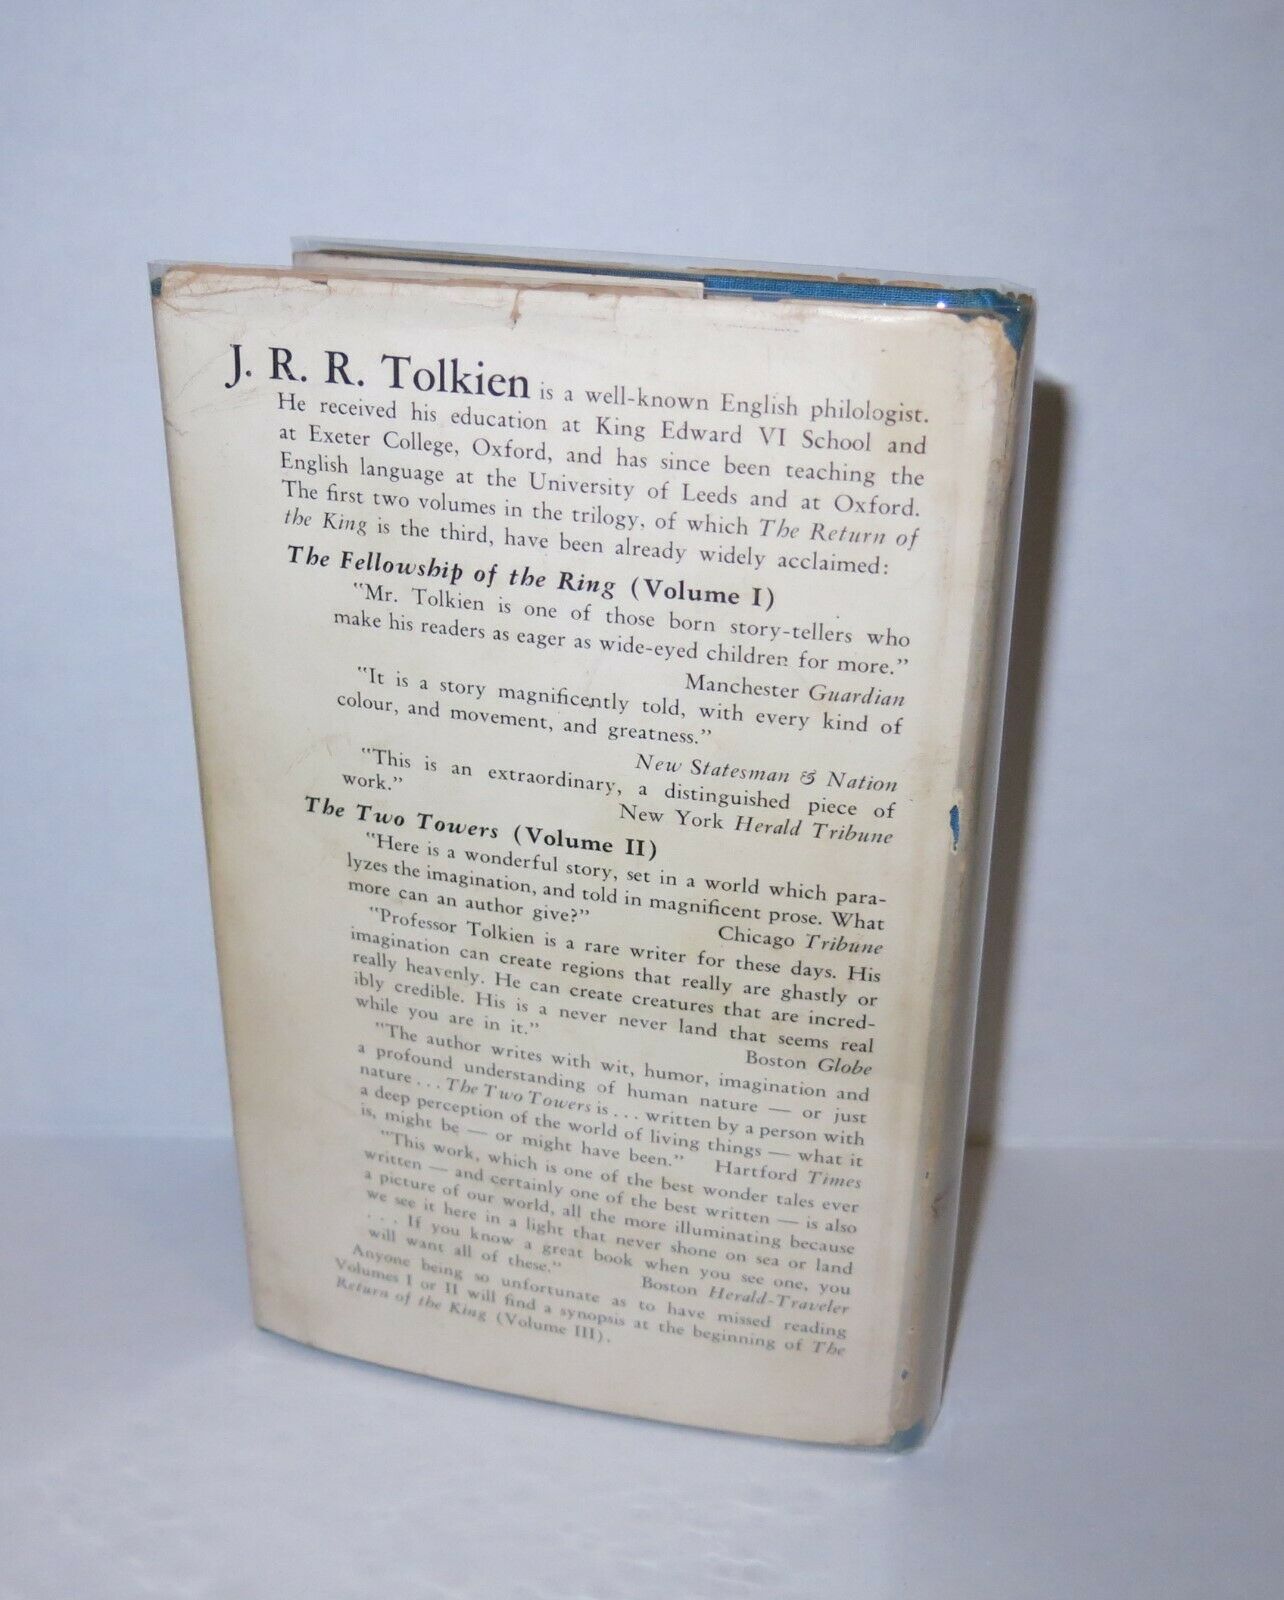 J. R. R. Tolkien is a well-known English philologist.
He received his education at King Edward VI School and
at Exeter College, Oxford, and has since been teaching the
English language at the University of Leeds and at Oxford.
The first two volumes in the trilogy, of which The Return of
the King is the third, have been already widely acclaimed:
The Fellowship of the Ring (Volume I)
"Mr. Tolkien is one of those born story-tellers who
make his readers as eager as wide-eyed children for more."
Manchester Guardian
"It is a story magnificently told, with every kind of
colour, and movement, and greatness."
New Statesman & Nation
"This is an extraordinary, a distinguished piece of
work."
New York Herald Tribune
The Two Towers (Volume II)
"Here is a wonderful story, set in a world which para-
lyzes the imagination, and told in magnificent prose. What
more can an author give?"
Chicago Tribune
"Professor Tolkien is a rare writer for these days. His
imagination can create regions that really are ghastly or
really heavenly. He can create creatures that are incred-
ibly credible. His is a never never land that seems real
while you are in it."
Boston Globe
"The author writes with wit, humor, imagination and
a profound understanding of human nature — or just
nature . . . The Two Towers is . . . written by a person with
a deep perception of the world of living things — what it
is, might be — or might have been." Hartford Times
"This work, which is one of the best wonder tales ever
written — and certainly one of the best written — is also
a picture of our world, all the more illuminating because
we see it here in a light that never shone on sea or land
. . . If you know a great book when you see one, you
will want all of these."
Boston Herald-Traveler
Anyone being so unfortunate as to have missed reading
Volumes I or II will find a synopsis at the beginning of The
Return of the King (Volume III).